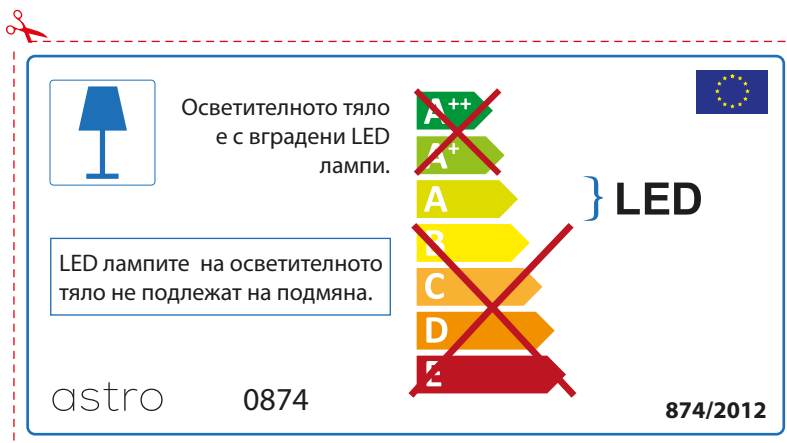 Осветителното тяло
е с вградени LED
лампи.
A++
A+
A
B
C
D
E
LED
LED лампите на осветителното
тяло не подлежат на подмяна.
astro 0874
874/2012